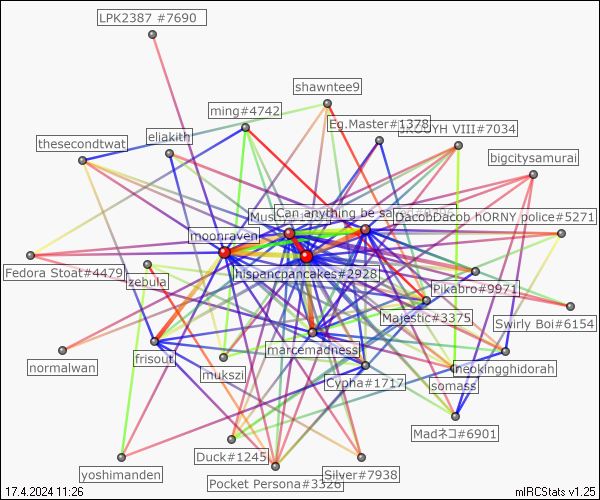 LPK2387 #7690
shawntee9
ming#4742
Eg.Master#1378
VIII#7034
thesecondtwat
eliakith
bigcitysamurai
Can anything be
DacobDacob
hORNY police#5271
moonraven
Fedora Stoat#4479
zebula
hispancpancakes#2928
Pikabro#9971
Majestic#3375
Swirly Boi#6154
marcemadness
frisout
normalwan
mukszi
Cypha#1717
neokingghidorah
somass
Madネコ#6901
Duck#1245
yoshimanden
Pocket Persona#3326
Silver#7938
17.4.2024 11:26
mIRCStats v1.25